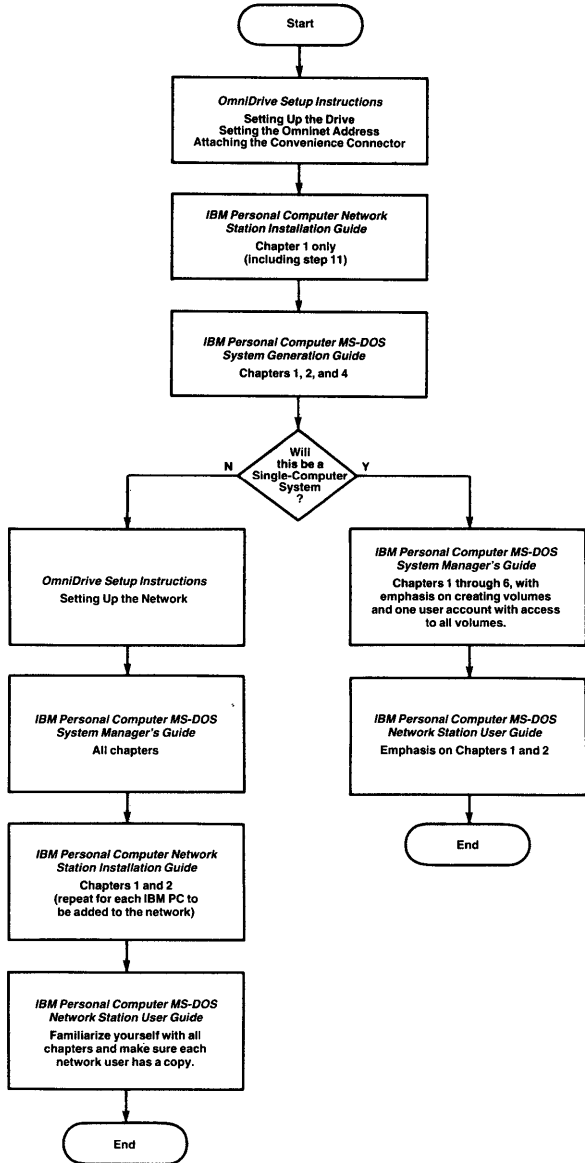 Start
OmniDrive Setup Instructions
Setting Up the Drive
Setting the Omninet Address
Attaching the Convenience Connector
IBM Personal Computer Network
Station Installation Guide
Chapter 1 only
(including step 11)
IBM Personal Computer MS-DOS
System Generation Guide
Chapters 1, 2, and 4
Will
this be a
Single-Computer
System
?
N
Y
OmniDrive Setup Instructions
Setting Up the Network
IBM Personal Computer MS-DOS
System Manager's Guide
All chapters
IBM Personal Computer Network
Station Installation Guide
Chapters 1 and 2
(repeat for each IBM PC to
be added to the network)
IBM Personal Computer MS-DOS
Network Station User Guide
Familiarize yourself with all
chapters and make sure each
network user has a copy.
End
IBM Personal Computer MS-DOS
System Manager's Guide
Chapters 1 through 6, with
emphasis on creating volumes
and one user account with access
to all volumes.
IBM Personal Computer MS-DOS
Network Station User Guide
Emphasis on Chapters 1 and 2
End